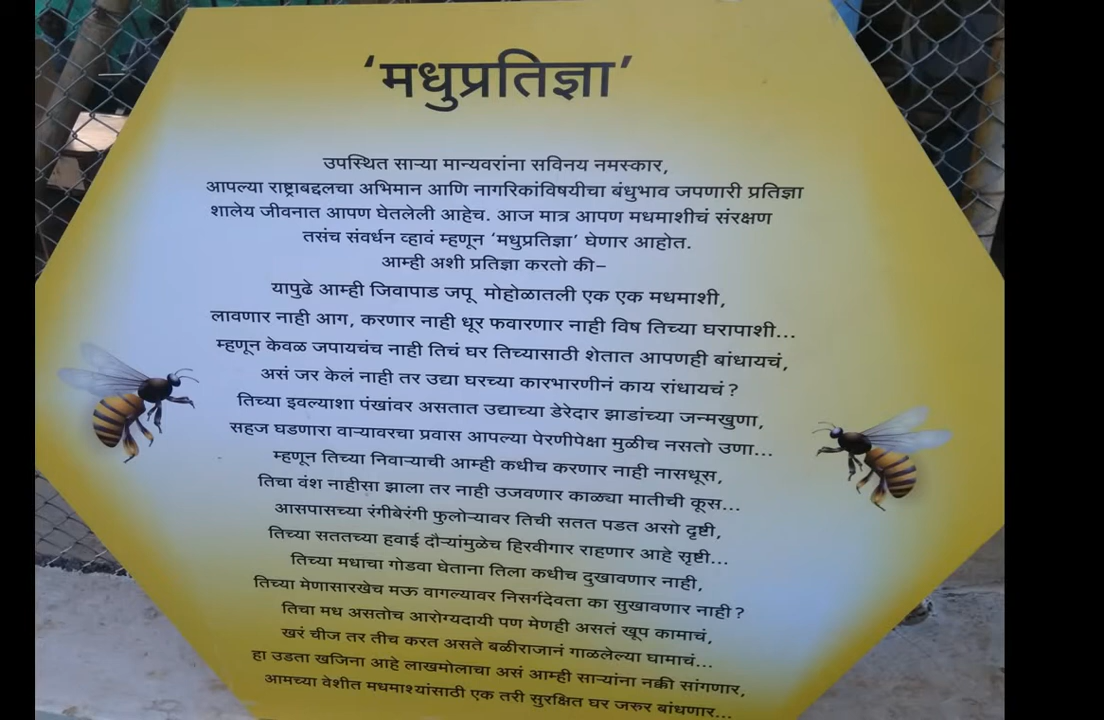 ‘मधुप्रतिज्ञा’
उपस्थित साऱ्या मान्यवरांना सविनय नमस्कार,
आपल्या राष्ट्राबद्दलचा अभिमान आणि नागरिकांविषयीचा बंधुभाव जपणारी प्रतिज्ञा
शालेय जीवनात आपण घेतलेली आहेच. आज मात्र आपण मधमाशीचं संरक्षण
तसंच संवर्धन व्हावं म्हणून ‘मधुप्रतिज्ञा’ घेणार आहोत.
आम्ही अशी प्रतिज्ञा करतो की–
यापुढे आम्ही जिवापाड जपू मोहोळातली एक एक मधमाशी,
लावणार नाही आग, करणार नाही धूर फवारणार नाही विष तिच्या घरापाशी...
म्हणून केवळ जपायचंच नाही तिचं घर तिच्यासाठी शेतात आपणही बांधायचं,
असं जर केलं नाही तर उद्या घरच्या कारभारणीनं काय रांधायचं?
तिच्या इवल्याशा पंखांवर असतात उद्याच्या डेरेदार झाडांच्या जन्मखुणा,
सहज घडणारा वाऱ्यावरचा प्रवास आपल्या पेरणीपेक्षा मुळीच नसतो उणा...
म्हणून तिच्या निवाऱ्याची आम्ही कधीच करणार नाही नासधूस,
तिचा वंश नाहीसा झाला तर नाही उजवणार काळ्या मातीची कूस...
आसपासच्या रंगीबेरंगी फुलोऱ्यावर तिची सतत पडत असो दृष्टी,
तिच्या सततच्या हवाई दौऱ्यांमुळेच हिरवीगार राहणार आहे सृष्टी...
तिच्या मधाचा गोडवा घेताना तिला कधीच दुखावणार नाही,
तिच्या मेणासारखेच मऊ वागल्यावर निसर्गदेवता का सुखावणार नाही?
तिचा मध असतोच आरोग्यदायी पण मेणही असतं खूप कामाचं,
खरं चीज तर तीच करत असते बळीराजानं गाळलेल्या घामाचं...
हा उडता खजिना आहे लाखमोलाचा असं आम्ही साऱ्यांना नक्की सांगणार,
आमच्या वेशीत मधमाश्यांसाठी एक तरी सुरक्षित घर जरुर बांधणार...